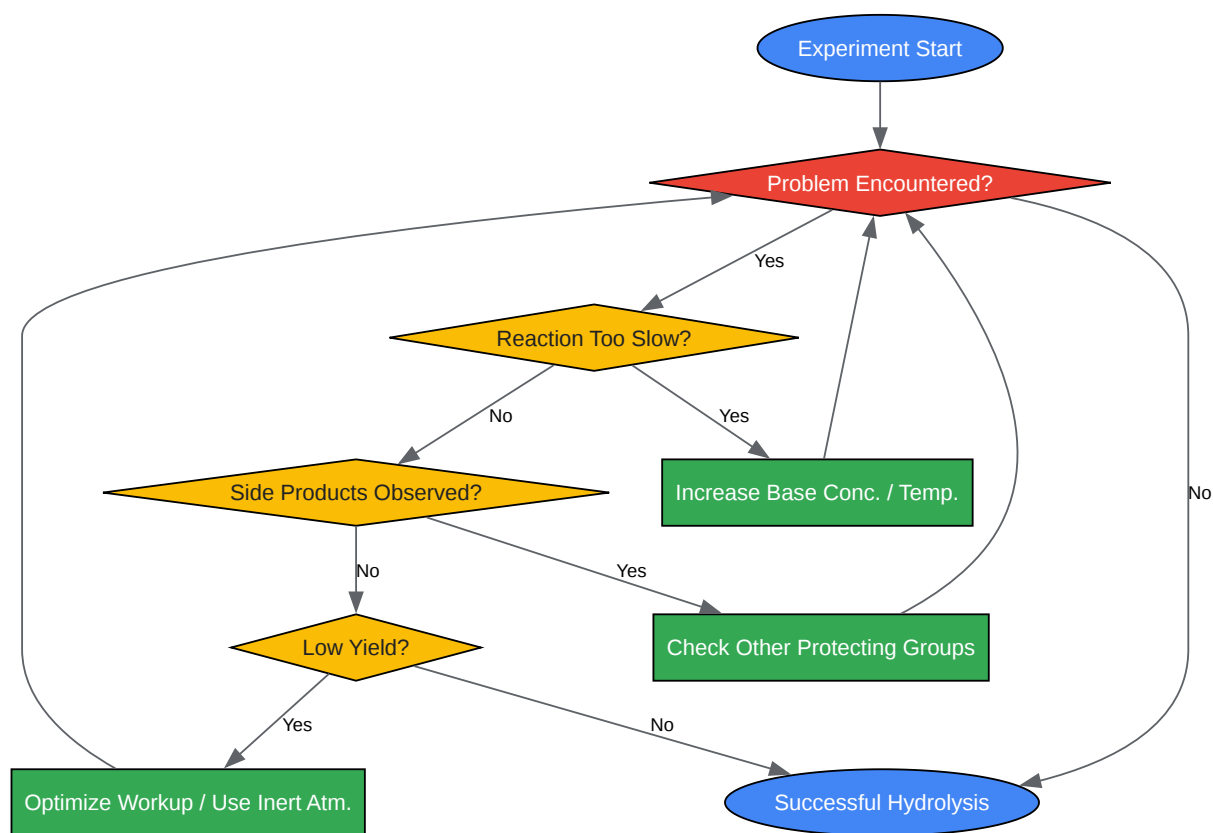 Experiment Start
Problem Encountered?
Yes
Reaction Too Slow?
No
Yes
Side Products Observed?
Increase Base Conc. / Temp.
No
No
Yes
Low Yield?
Check Other Protecting Groups
Yes
No
Optimize Workup / Use Inert Atm.
Successful Hydrolysis